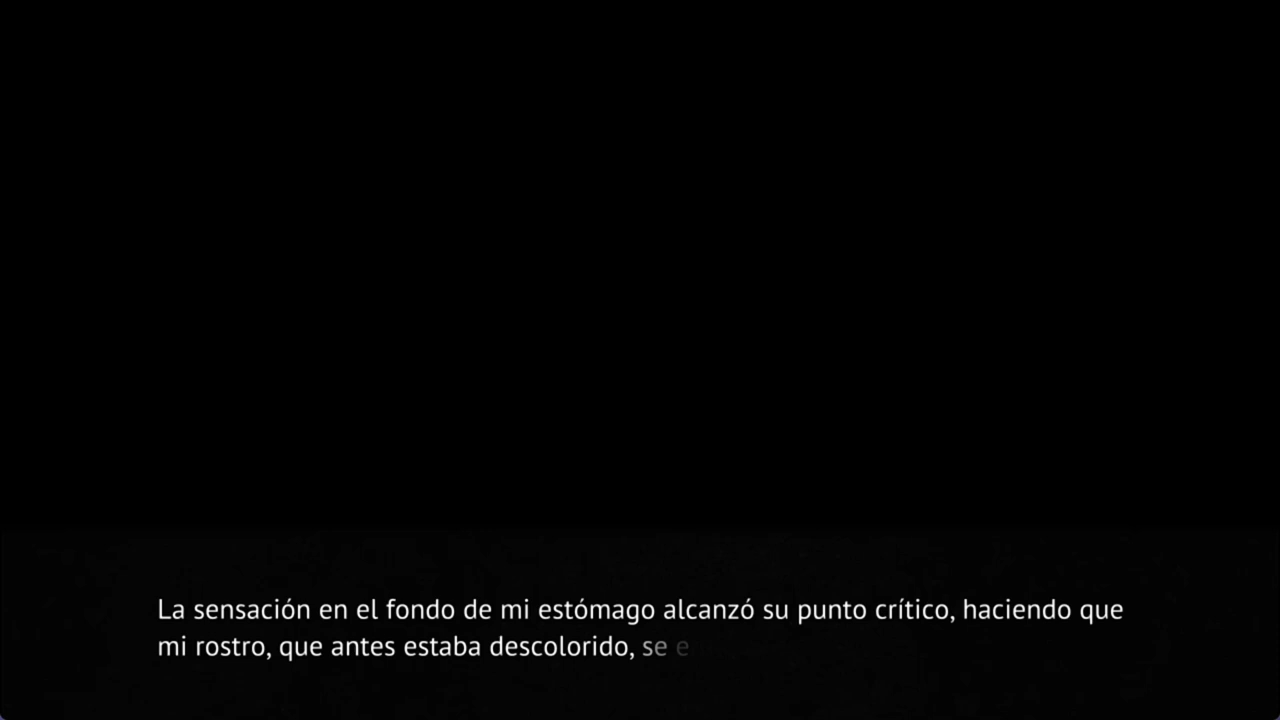 La sensación en el fondo de mi estómago alcanzó su punto crítico, haciendo que
mi rostro, que antes estaba descolorido, se e